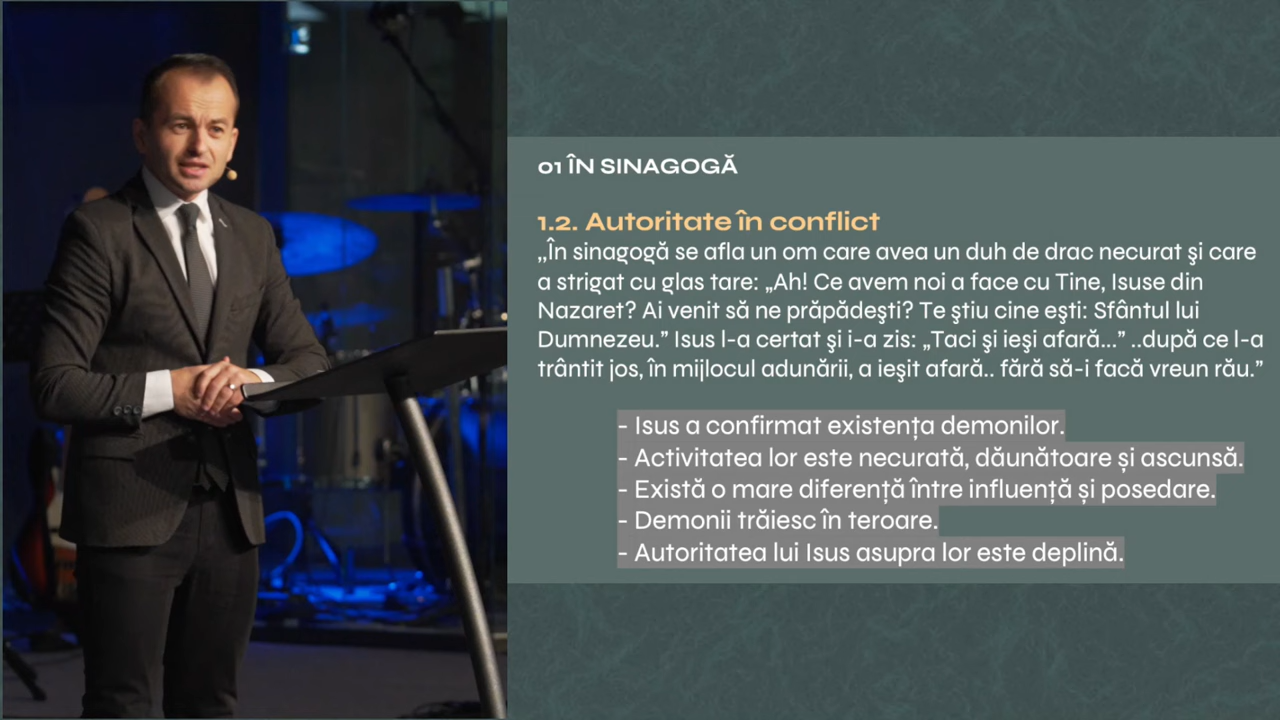 01 ÎN SINAGOGĂ
1.2. Autoritate în conflict
„În sinagogă se afla un om care avea un duh de drac necurat şi care
a strigat cu glas tare: „Ah! Ce avem noi a face cu Tine, Isuse din
Nazaret? Ai venit să ne prăpădeşti? Te ştiu cine eşti: Sfântul lui
Dumnezeu.” Isus l-a certat şi i-a zis: „Taci şi ieşi afară...” ..după ce l-a
trântit jos, în mijlocul adunării, a ieşit afară.. fără să-i facă vreun rău.”
- Isus a confirmat existența demonilor.
- Activitatea lor este necurată, dăunătoare și ascunsă.
- Există o mare diferență între influență și posedare.
- Demonii trăiesc în teroare.
- Autoritatea lui Isus asupra lor este deplină.